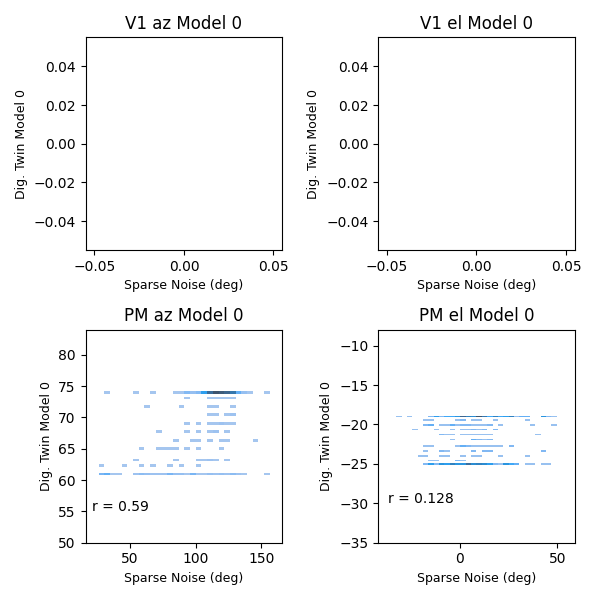 V1 az Model 0
V1 el Model 0
Dig. Twin Model 0
0.04
0.02
0.00
−0.02
−0.04
−0.05
0.00
0.05
Sparse Noise (deg)
Dig. Twin Model 0
0.04
0.02
0.00
−0.02
−0.04
−0.05
0.00
0.05
Sparse Noise (deg)
PM az Model 0
PM el Model 0
Dig. Twin Model 0
80
75
70
65
60
55
50
r = 0.59
50
100
150
Sparse Noise (deg)
Dig. Twin Model 0
−10
−15
−20
−25
−30
−35
r = 0.128
0
50
Sparse Noise (deg)